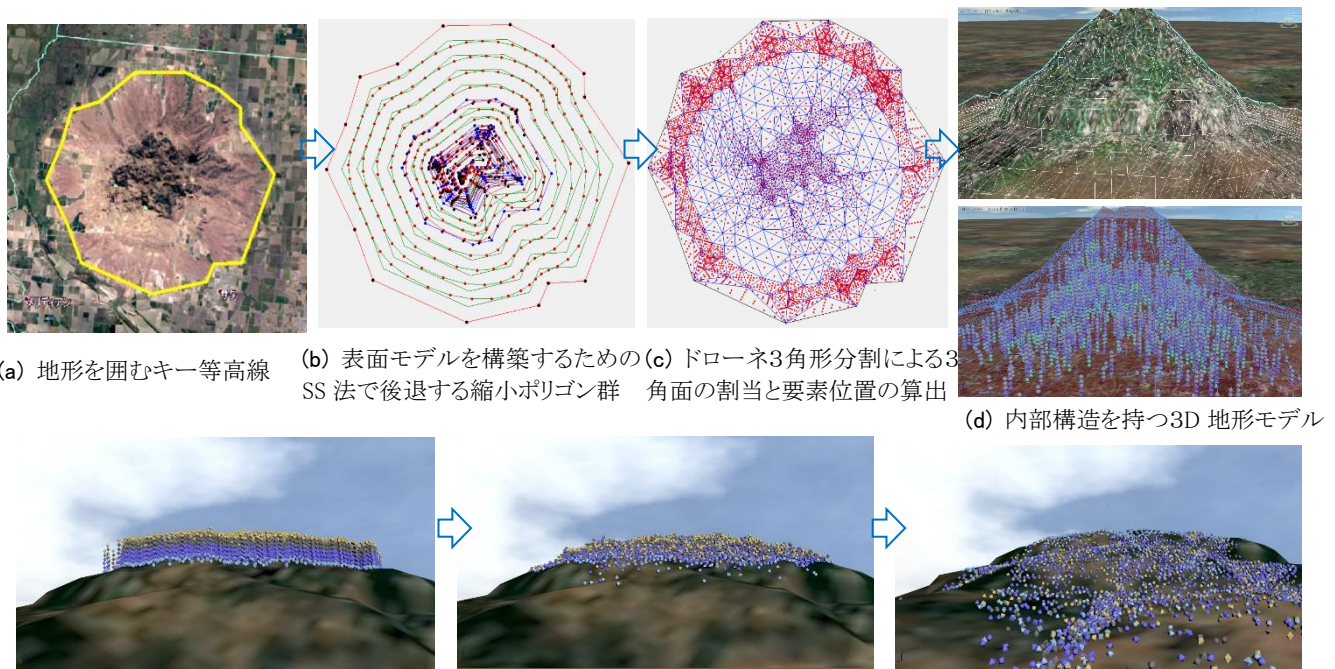 (a) 地形を囲むキー等高線
(b) 表面モデルを構築するための
SS 法で後退する縮小ポリゴン群
(c) ドローネ3角形分割による3
角面の割当と要素位置の算出
(d) 内部構造を持つ3D 地形モデル